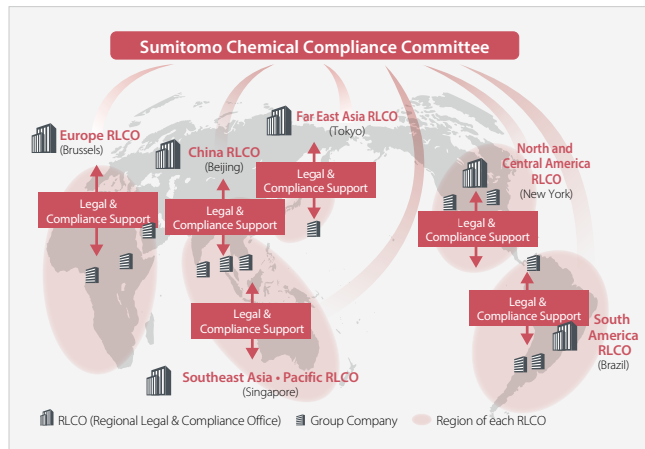 Sumitomo Chemical Compliance Committee
Far East Asia RLCO
(Tokyo)
Europe RLCO
(Brussels)
China RLCO
(Beijing)
North and
Central America
RLCO
(New York)
Legal &
Compliance Support
Legal &
Compliance Support
Legal &
Compliance Support
Legal &
Compliance Support
Legal &
Compliance Support
Legal &
Compliance Support
South
America
RLCO
(Brazil)
Southeast Asia • Pacific RLCO
(Singapore)
RLCO (Regional Legal & Compliance Office)
Group Company
Region of each RLCO